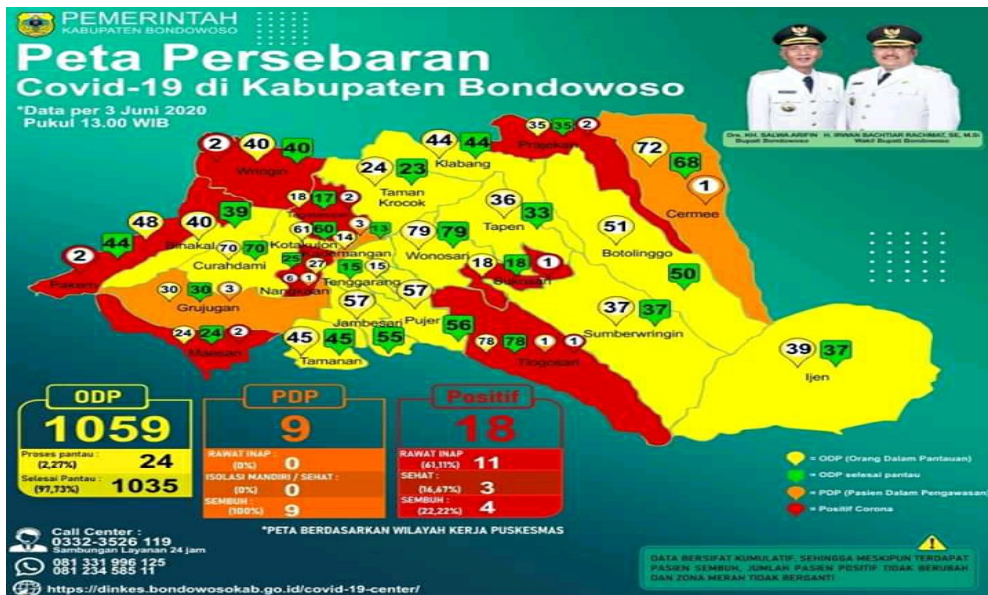 PEMERINTAH
KABUPATEN BONDOWOSO
Peta Persebaran
Covid-19 di Kabupaten Bondowoso
*Data per 3 Juni 2020
Pukul 13.00 WIB
Drs. KH. SALWA ARIFIN H. IRWAN BACHTIAR RACHMAT, SE, M.Si
Bupati Bondowoso Wakil Bupati Bondowoso
2 40 40
Wringin
44 44
Klabang
35 35 2
Prajekan
72 68 1
Cermee
24 23
Taman
Krocok
18 17 2
36 33
Tapen
48 40 39
Binakal
61 60
Kotakulon
3 13
14
79 79
Wonosari
51
Botolinggo
50
2 44
Pakem
70 70
Curahdami
25 27
6 1
Nangkaan
15 15
Tenggarang
18 18 1
Sukosari
30 30 3
Grujugan
57
Jambesari
57
Pujer
37 37
Sumberwringin
24 24 2
Maesan
45 45
Tamanan
55
56
78 78 1 1
Tlogosari
39 37
Ijen
ODP
1059
Proses pantau :
(2,27%) 24
Selesai Pantau :
(97,73%) 1035
PDP
9
RAWAT INAP :
(0%) 0
ISOLASI MANDIRI / SEHAT :
(0%) 0
SEMBUH :
(100%) 9
Positif
18
RAWAT INAP
(61,11%) 11
SEHAT :
(16,67%) 3
SEMBUH :
(22,22%) 4
= ODP (Orang Dalam Pantauan)
= ODP selesai pantau
= PDP (Pasien Dalam Pengawasan)
= Positif Corona
*PETA BERDASARKAN WILAYAH KERJA PUSKESMAS
Call Center :
0332-3526 119
Sambungan Layanan 24 jam
081 331 996 125
081 234 585 11
https://dinkes.bondowosokab.go.id/covid-19-center/
DATA BERSIFAT KUMULATIF, SEHINGGA MESKIPUN TERDAPAT
PASIEN SEMBUH, JUMLAH PASIEN POSITIF TIDAK BERUBAH
DAN ZONA MERAH TIDAK BERGANTI